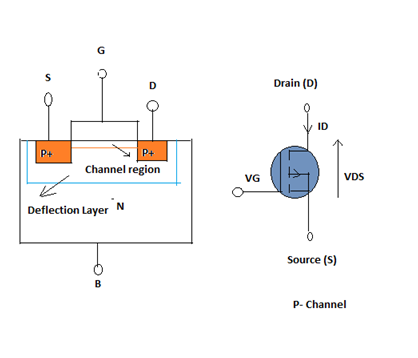 G
S
D
P+
P+
Channel region
Deflection Layer
N
B
Drain (D)
ID
VG
VDS
Source (S)
P- Channel